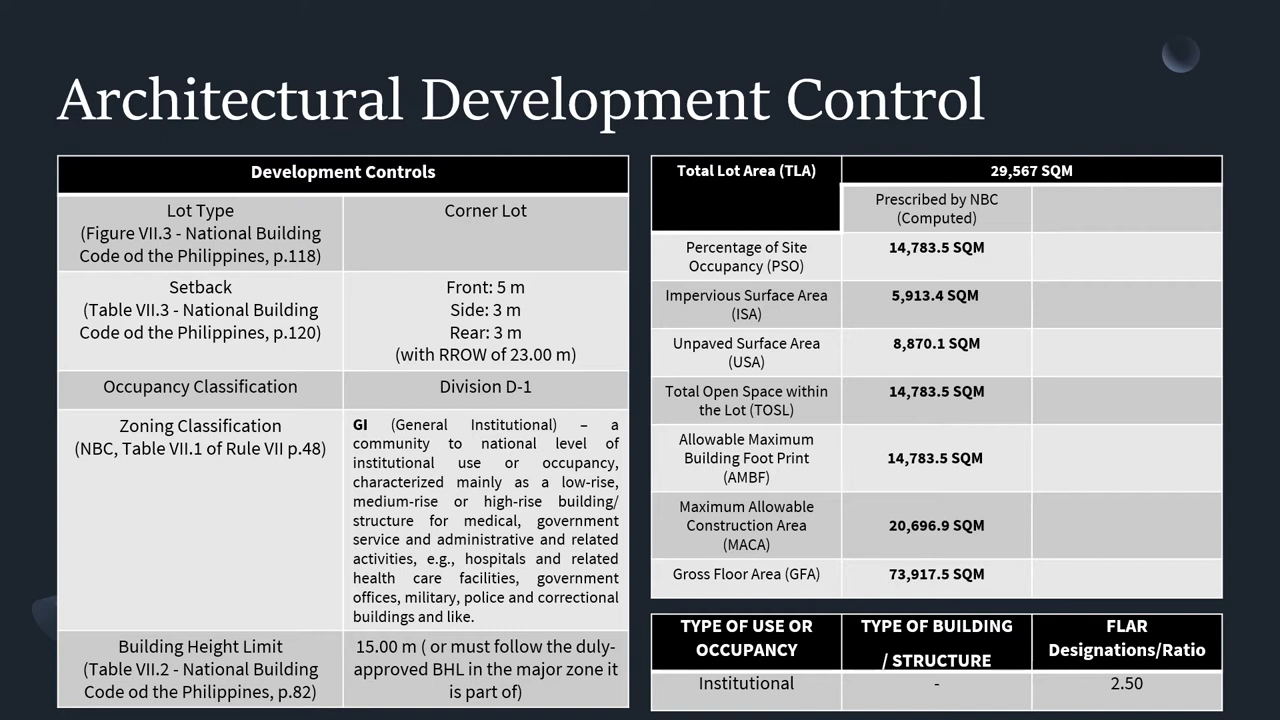 Architectural Development Control
Development Controls
Lot Type
(Figure VII.3 - National Building
Code od the Philippines, p.118)
Corner Lot
Setback
(Table VII.3 - National Building
Code od the Philippines, p.120)
Front: 5 m
Side: 3 m
Rear: 3 m
(with RROW of 23.00 m)
Occupancy Classification
Division D-1
Zoning Classification
(NBC, Table VII.1 of Rule VII p.48)
GI (General Institutional) – a
community to national level of
institutional use or occupancy,
characterized mainly as a low-rise,
medium-rise or high-rise building/
structure for medical, government
service and administrative and related
activities, e.g., hospitals and related
health care facilities, government
offices, military, police and correctional
buildings and like.
Building Height Limit
(Table VII.2 - National Building
Code od the Philippines, p.82)
15.00 m ( or must follow the duly-
approved BHL in the major zone it
is part of)
Total Lot Area (TLA)
29,567 SQM
Prescribed by NBC
(Computed)
Percentage of Site
Occupancy (PSO)
14,783.5 SQM
Impervious Surface Area
(ISA)
5,913.4 SQM
Unpaved Surface Area
(USA)
8,870.1 SQM
Total Open Space within
the Lot (TOSL)
14,783.5 SQM
Allowable Maximum
Building Foot Print
(AMBF)
14,783.5 SQM
Maximum Allowable
Construction Area
(MACA)
20,696.9 SQM
Gross Floor Area (GFA)
73,917.5 SQM
TYPE OF USE OR
OCCUPANCY
TYPE OF BUILDING
/ STRUCTURE
FLAR
Designations/Ratio
Institutional
-
2.50